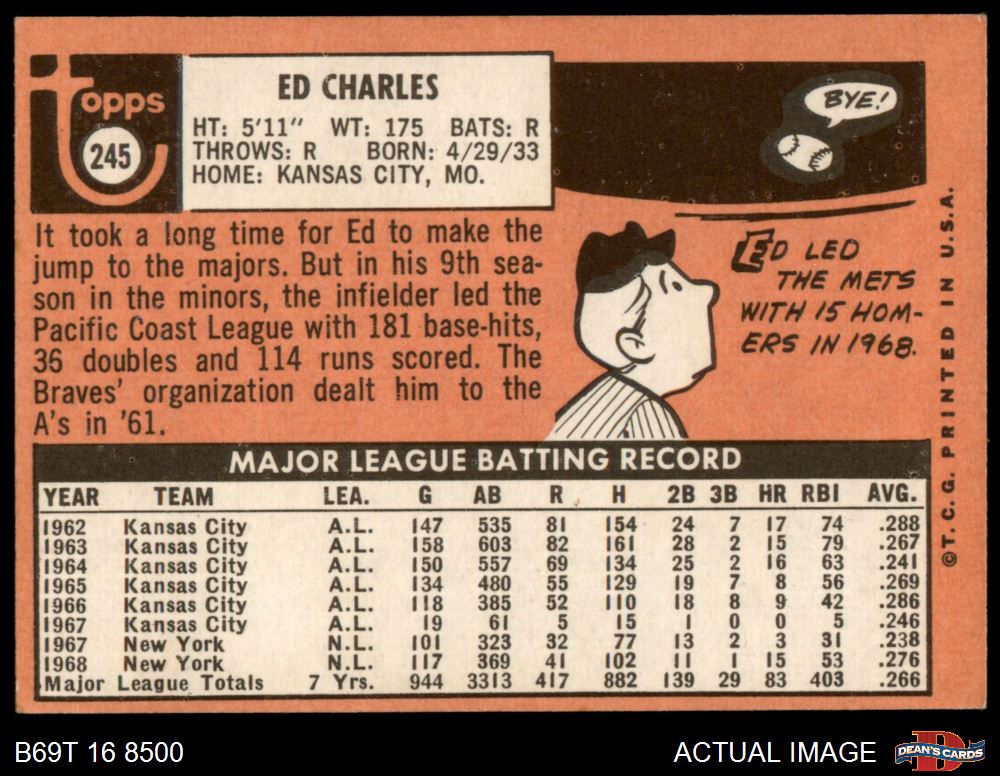 Topps
245
ED CHARLES
HT: 5'11" WT: 175 BATS: R
THROWS: R BORN: 4/29/33
HOME: KANSAS CITY, MO.
It took a long time for Ed to make the
jump to the majors. But in his 9th sea-
son in the minors, the infielder led the
Pacific Coast League with 181 base-hits,
36 doubles and 114 runs scored. The
Braves' organization dealt him to the
A's in '61.
BYE!
ED LED
THE METS
WITH 15 HOM-
ERS IN 1968.
©T. C. G. PRINTED IN U.S.A.
MAJOR LEAGUE BATTING RECORD
YEAR TEAM LEA. G AB R H 2B 3B HR RBI AVG.
1962 Kansas City A.L. 147 535 81 154 24 7 17 74 .288
1963 Kansas City A.L. 158 603 82 161 28 2 15 79 .267
1964 Kansas City A.L. 150 557 69 134 25 2 16 63 .241
1965 Kansas City A.L. 134 480 55 129 19 7 8 56 .269
1966 Kansas City A.L. 118 385 52 110 18 8 9 42 .286
1967 Kansas City A.L. 19 61 5 15 1 0 0 5 .246
1967 New York N.L. 101 323 32 77 13 2 3 31 .238
1968 New York N.L. 117 369 41 102 11 1 15 53 .276
Major League Totals 7 Yrs. 944 3313 417 882 139 29 83 403 .266
B69T 16 8500
ACTUAL IMAGE
D
DEAN'S CARDS